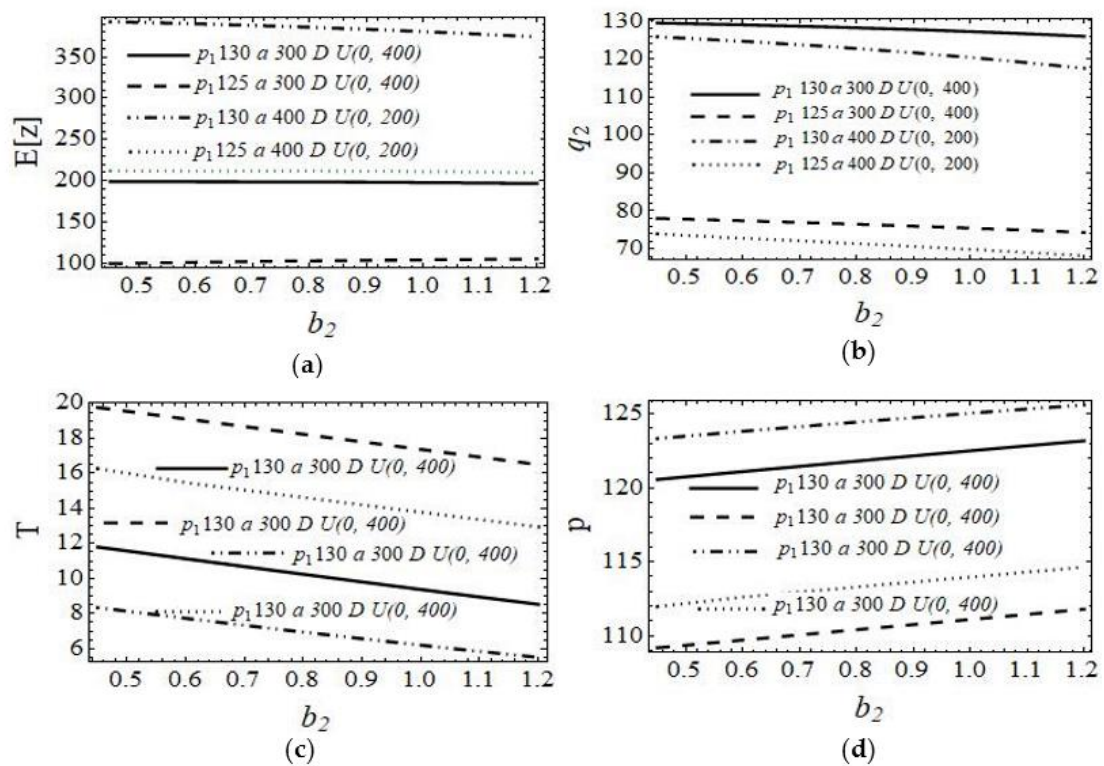 350
300
250
200
150
100
E[z]
p1 130 a 300 D U(0, 400)
p1 125 a 300 D U(0, 400)
p1 130 a 400 D U(0, 200)
p1 125 a 400 D U(0, 200)
0.5 0.6 0.7 0.8 0.9 1.0 1.1 1.2
b2
(a)
130
120
110
100
90
80
70
q2
p1 130 a 300 D U(0, 400)
p1 125 a 300 D U(0, 400)
p1 130 a 400 D U(0, 200)
p1 125 a 400 D U(0, 200)
0.5 0.6 0.7 0.8 0.9 1.0 1.1 1.2
b2
(b)
20
18
16
14
12
10
8
6
T
p1 130 a 300 D U(0, 400)
p1 130 a 300 D U(0, 400)
p1 130 a 300 D U(0, 400)
p1 130 a 300 D U(0, 400)
0.5 0.6 0.7 0.8 0.9 1.0 1.1 1.2
b2
(c)
125
120
115
110
p
p1 130 a 300 D U(0, 400)
p1 130 a 300 D U(0, 400)
p1 130 a 300 D U(0, 400)
p1 130 a 300 D U(0, 400)
0.5 0.6 0.7 0.8 0.9 1.0 1.1 1.2
b2
(d)